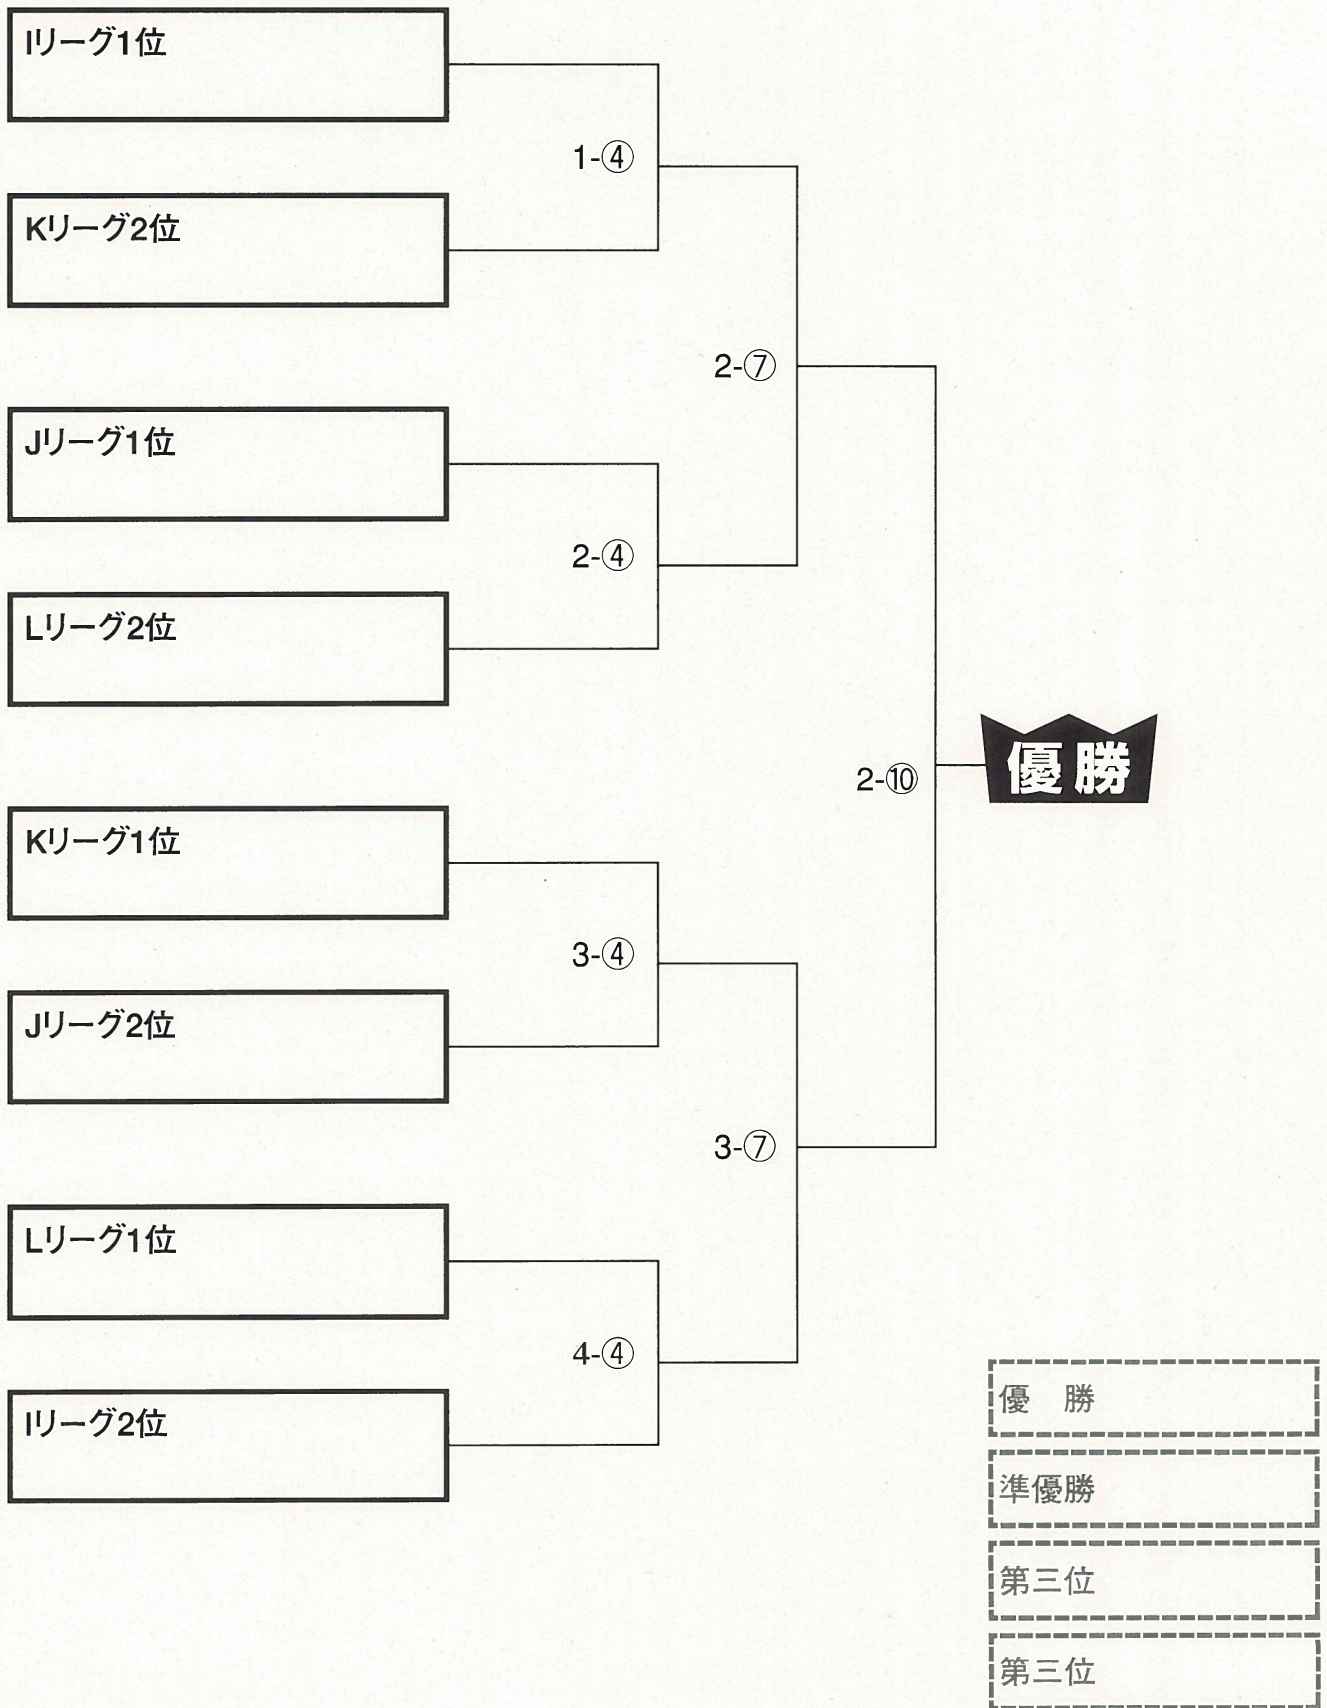 Iリーグ1位
1-④
Kリーグ2位
2-⑦
Jリーグ1位
2-④
Lリーグ2位
2-⑩
優勝
Kリーグ1位
3-④
Jリーグ2位
3-⑦
Lリーグ1位
4-④
Iリーグ2位
優　勝
準優勝
第三位
第三位